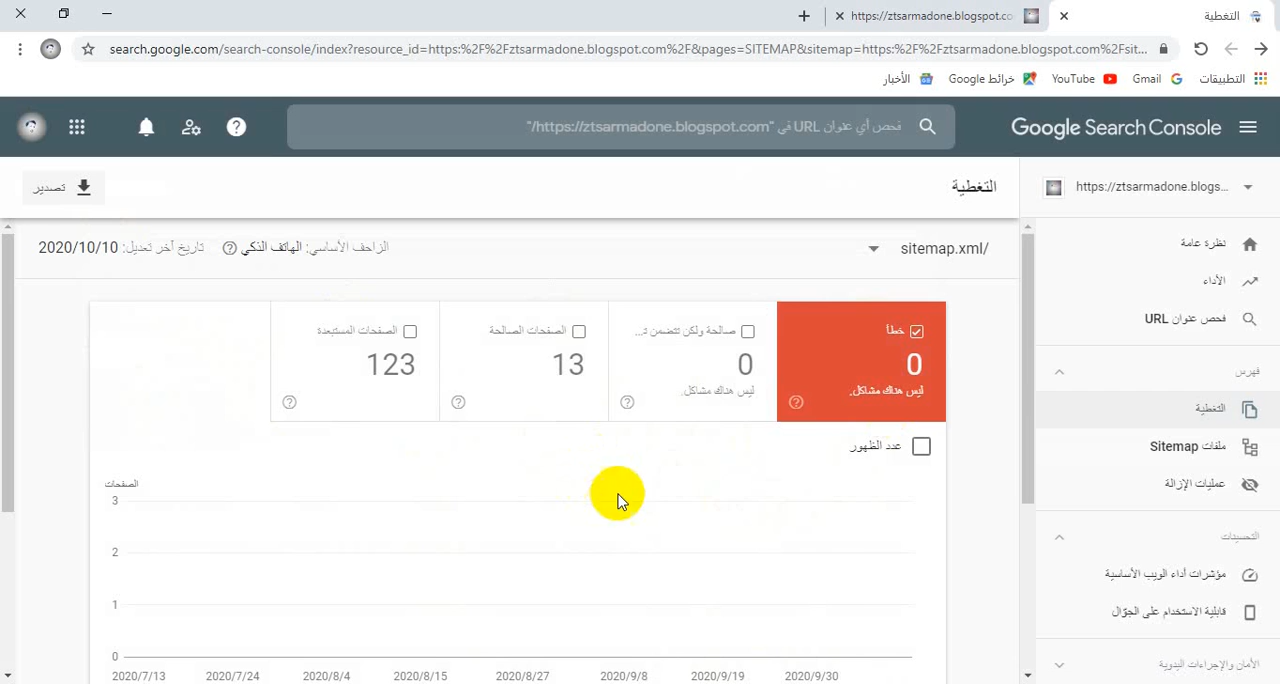 التغطية
https://ztsarmadone.blogspot.co
search.google.com/search-console/index?resource_id=https:%2F%2Fztsarmadone.blogspot.com%2F&pages=SITEMAP&sitemap=https:%2F%2Fztsarmadone.blogspot.com%2Fsit...
التطبيقات Gmail YouTube خرائط Google الأخبار
Google Search Console
فحص أي عنوان URL في "https://ztsarmadone.blogspot.com/"
https://ztsarmadone.blogs...
التغطية
تصدير
نظرة عامة
الأداء
فحص عنوان URL
فهرس
التغطية
ملفات Sitemap
عمليات الإزالة
التحسينات
مؤشرات أداء الويب الأساسية
قابلية الاستخدام على الجوّال
الأمان والإجراءات اليدوية
/sitemap.xml
الزاحف الأساسي: الهاتف الذكي
تاريخ آخر تعديل: 2020/10/10
خطأ
0
ليس هناك مشاكل.
صالحة ولكن تتضمن ت...
0
ليس هناك مشاكل.
الصفحات الصالحة
13
الصفحات المستبعدة
123
عدد الظهور
الصفحات
3
2
1
0
2020/7/13 2020/7/24 2020/8/4 2020/8/15 2020/8/27 2020/9/8 2020/9/19 2020/9/30